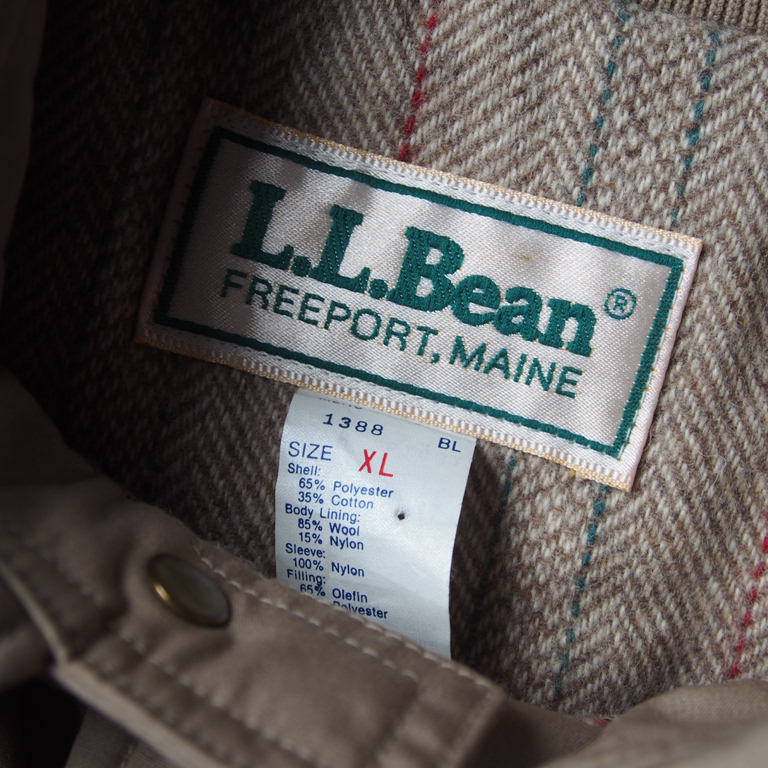 L.L.Bean®
FREEPORT, MAINE
1388 BL
SIZE XL
Shell:
65% Polyester
35% Cotton
Body Lining:
85% Wool
15% Nylon
Sleeve:
100% Nylon
Filling:
65% Olefin
Polyester